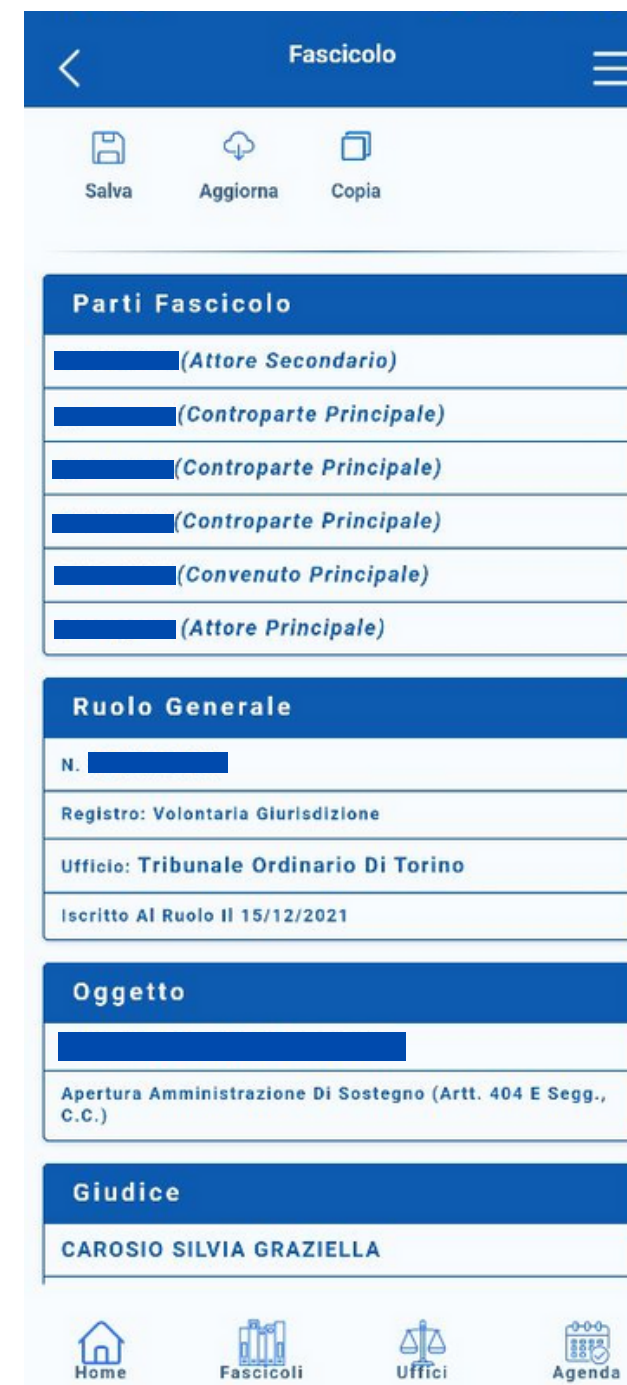 Fascicolo
Salva Aggiorna Copia
Parti Fascicolo
(Attore Secondario)
(Controparte Principale)
(Controparte Principale)
(Controparte Principale)
(Convenuto Principale)
(Attore Principale)
Ruolo Generale
N.
Registro: Volontaria Giurisdizione
Ufficio: Tribunale Ordinario Di Torino
Iscritto Al Ruolo Il 15/12/2021
Oggetto
Apertura Amministrazione Di Sostegno (Artt. 404 E Segg.,
C.C.)
Giudice
CAROSIO SILVIA GRAZIELLA
Home Fascicoli Uffici Agenda